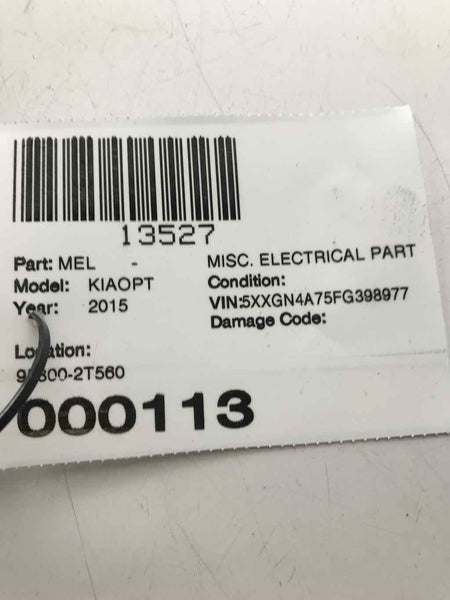 13527
Part: MEL - MISC. ELECTRICAL PART
Model: KIAOPT Condition:
Year: 2015 VIN:5XXGN4A75FG398977
Damage Code:
Location:
000113